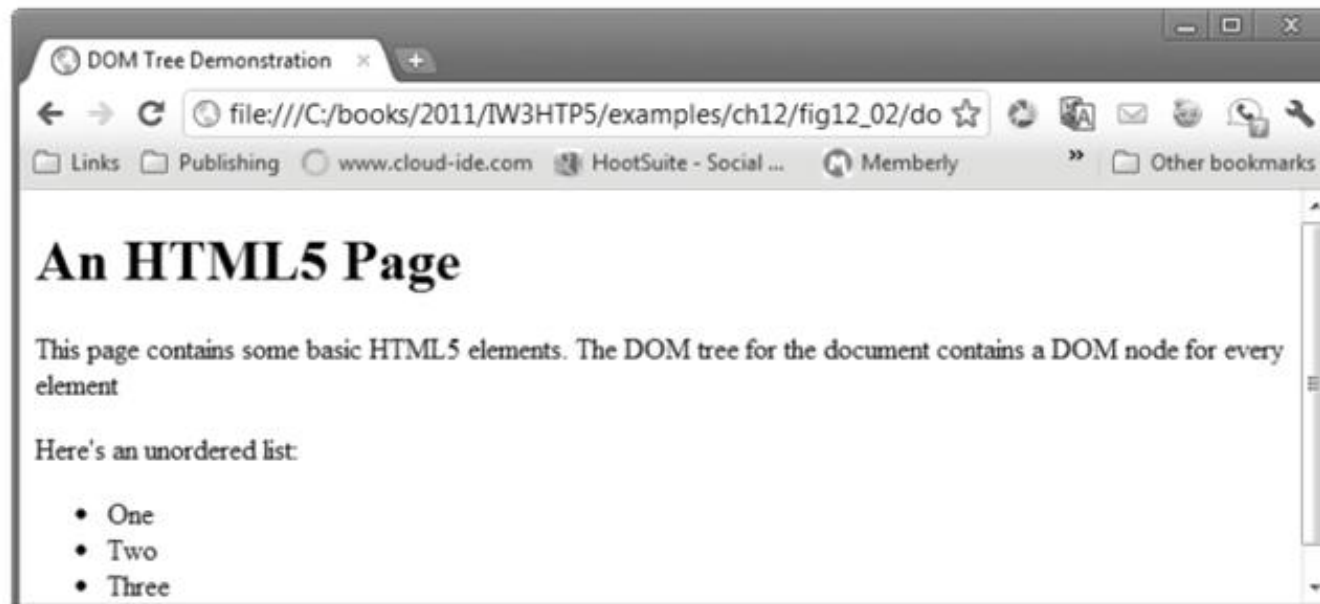 DOM Tree Demonstration
file:///C:/books/2011/IW3HTP5/examples/ch12/fig12_02/do
Links Publishing www.cloud-ide.com HootSuite - Social ... Memberly » Other bookmarks
An HTML5 Page
This page contains some basic HTML5 elements. The DOM tree for the document contains a DOM node for every
element
Here's an unordered list:
• One
• Two
• Three